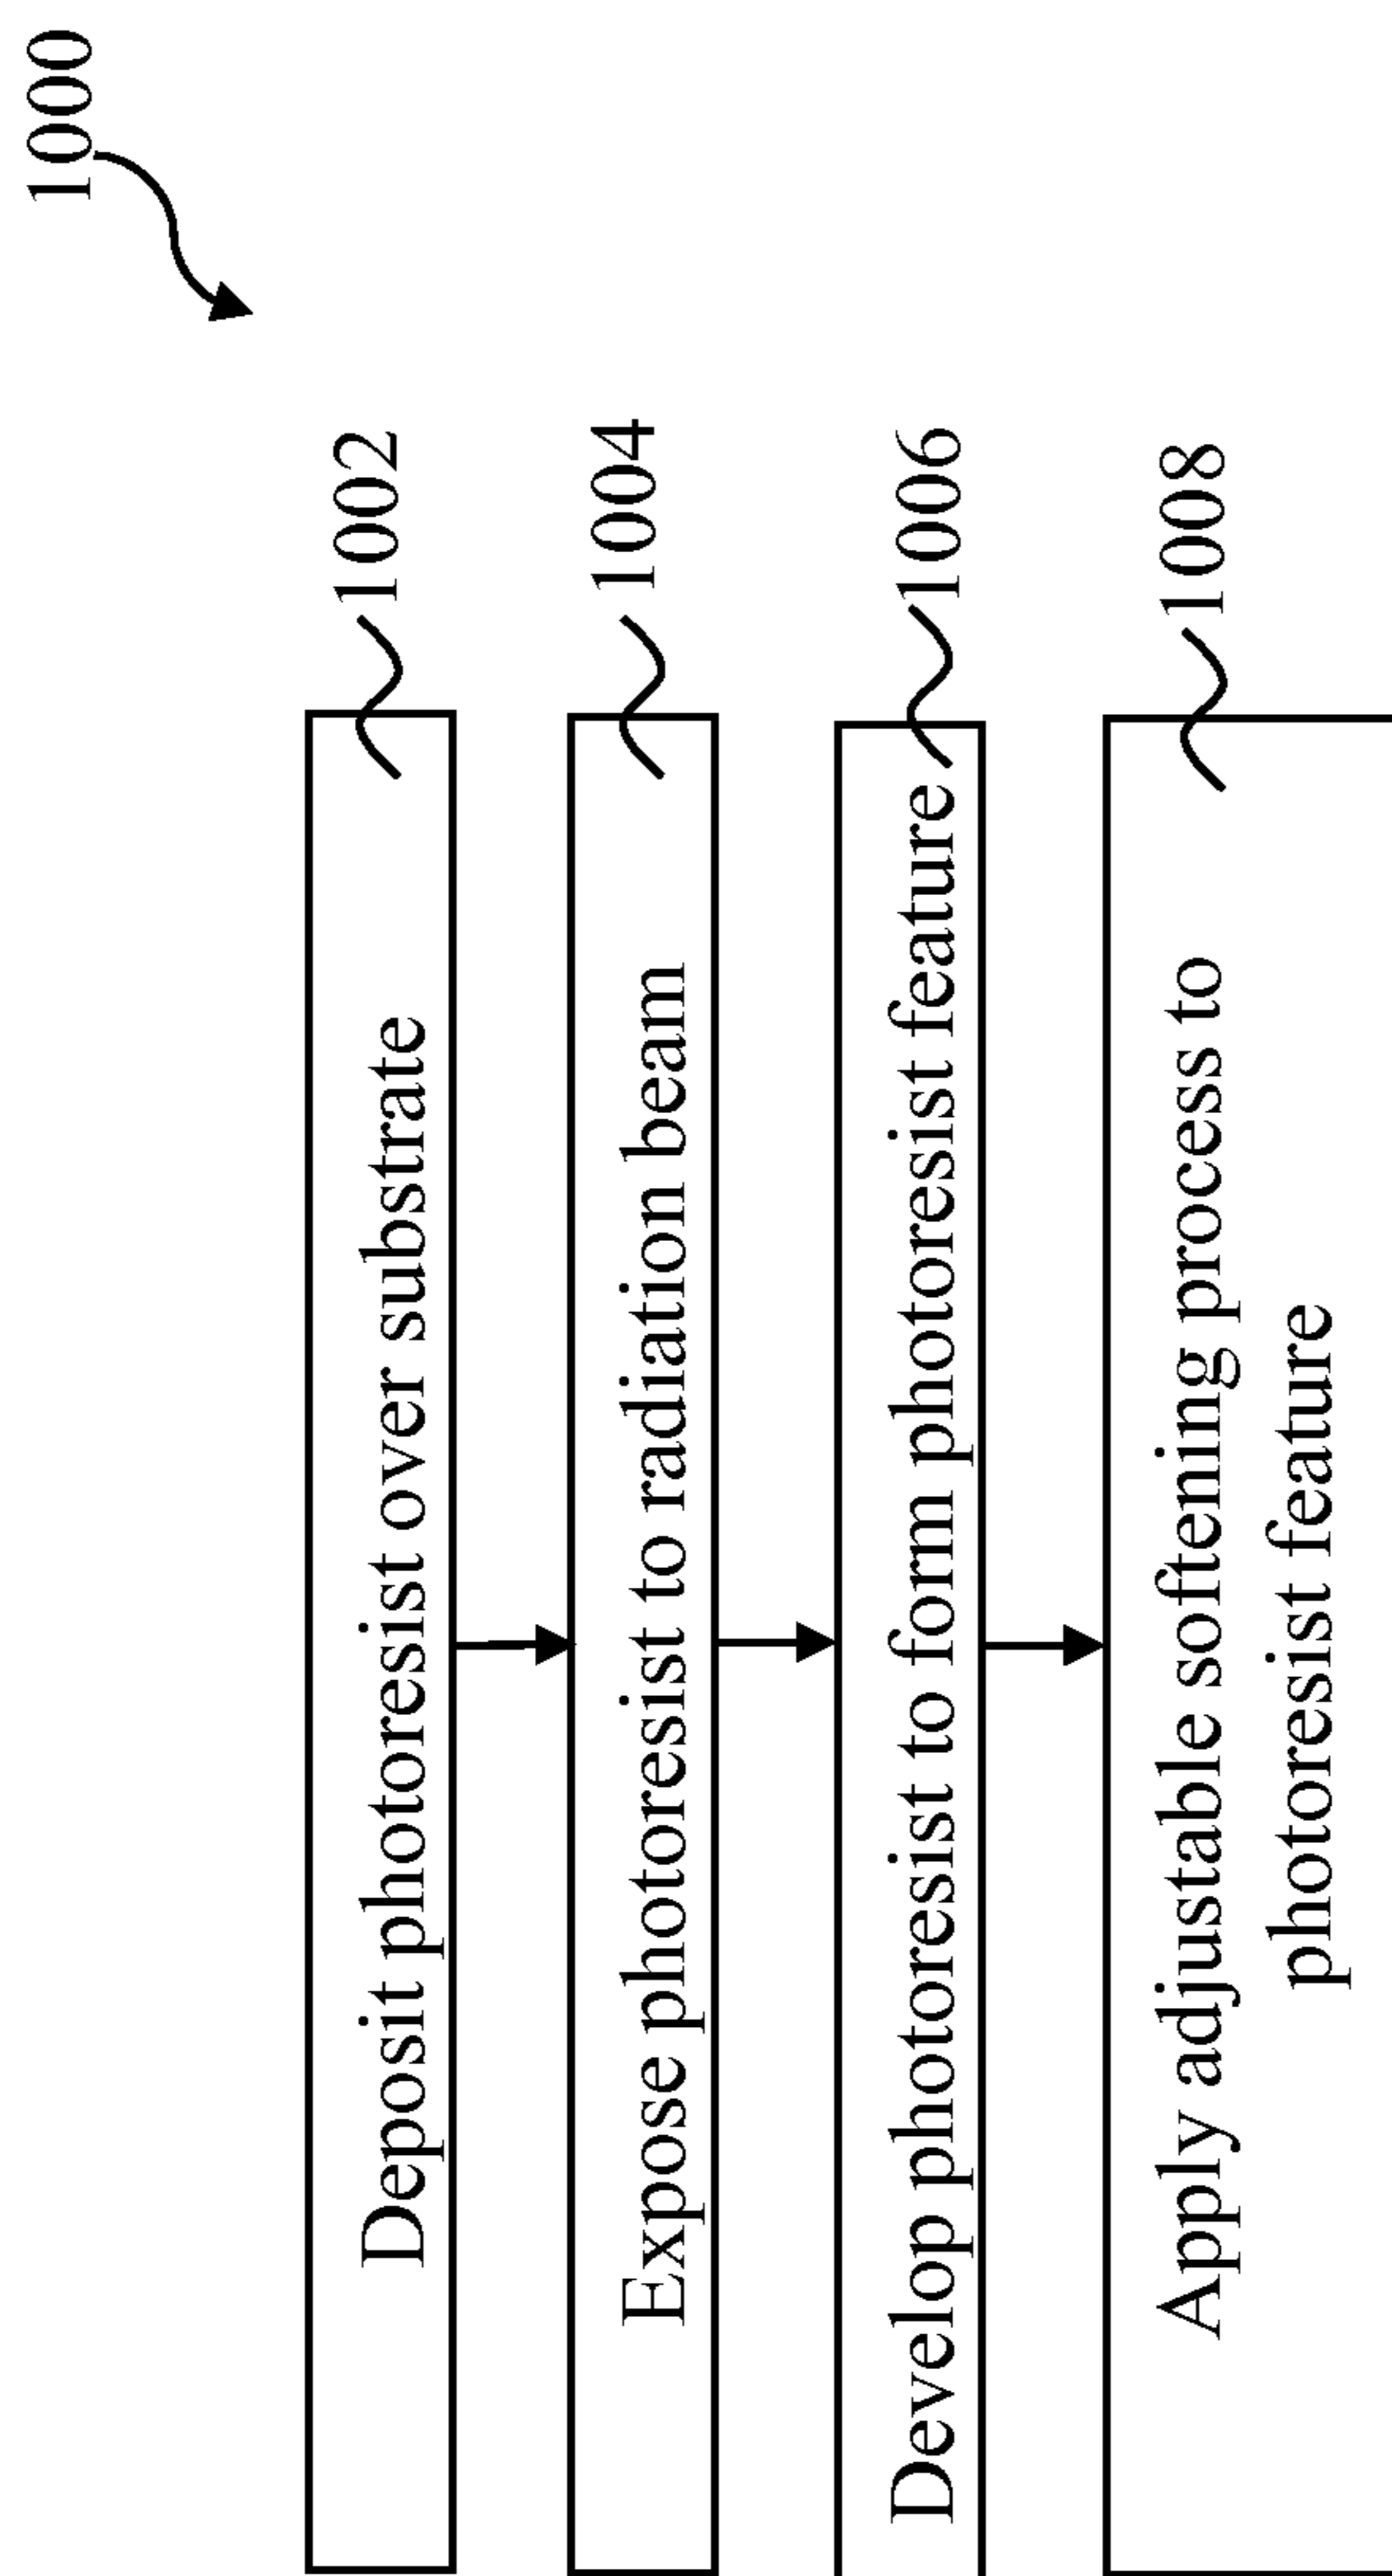 1000
Deposit photoresist over substrate
1002
Expose photoresist to radiation beam
1004
Develop photoresist to form photoresist feature
1006
Apply adjustable softening process to
photoresist feature
1008